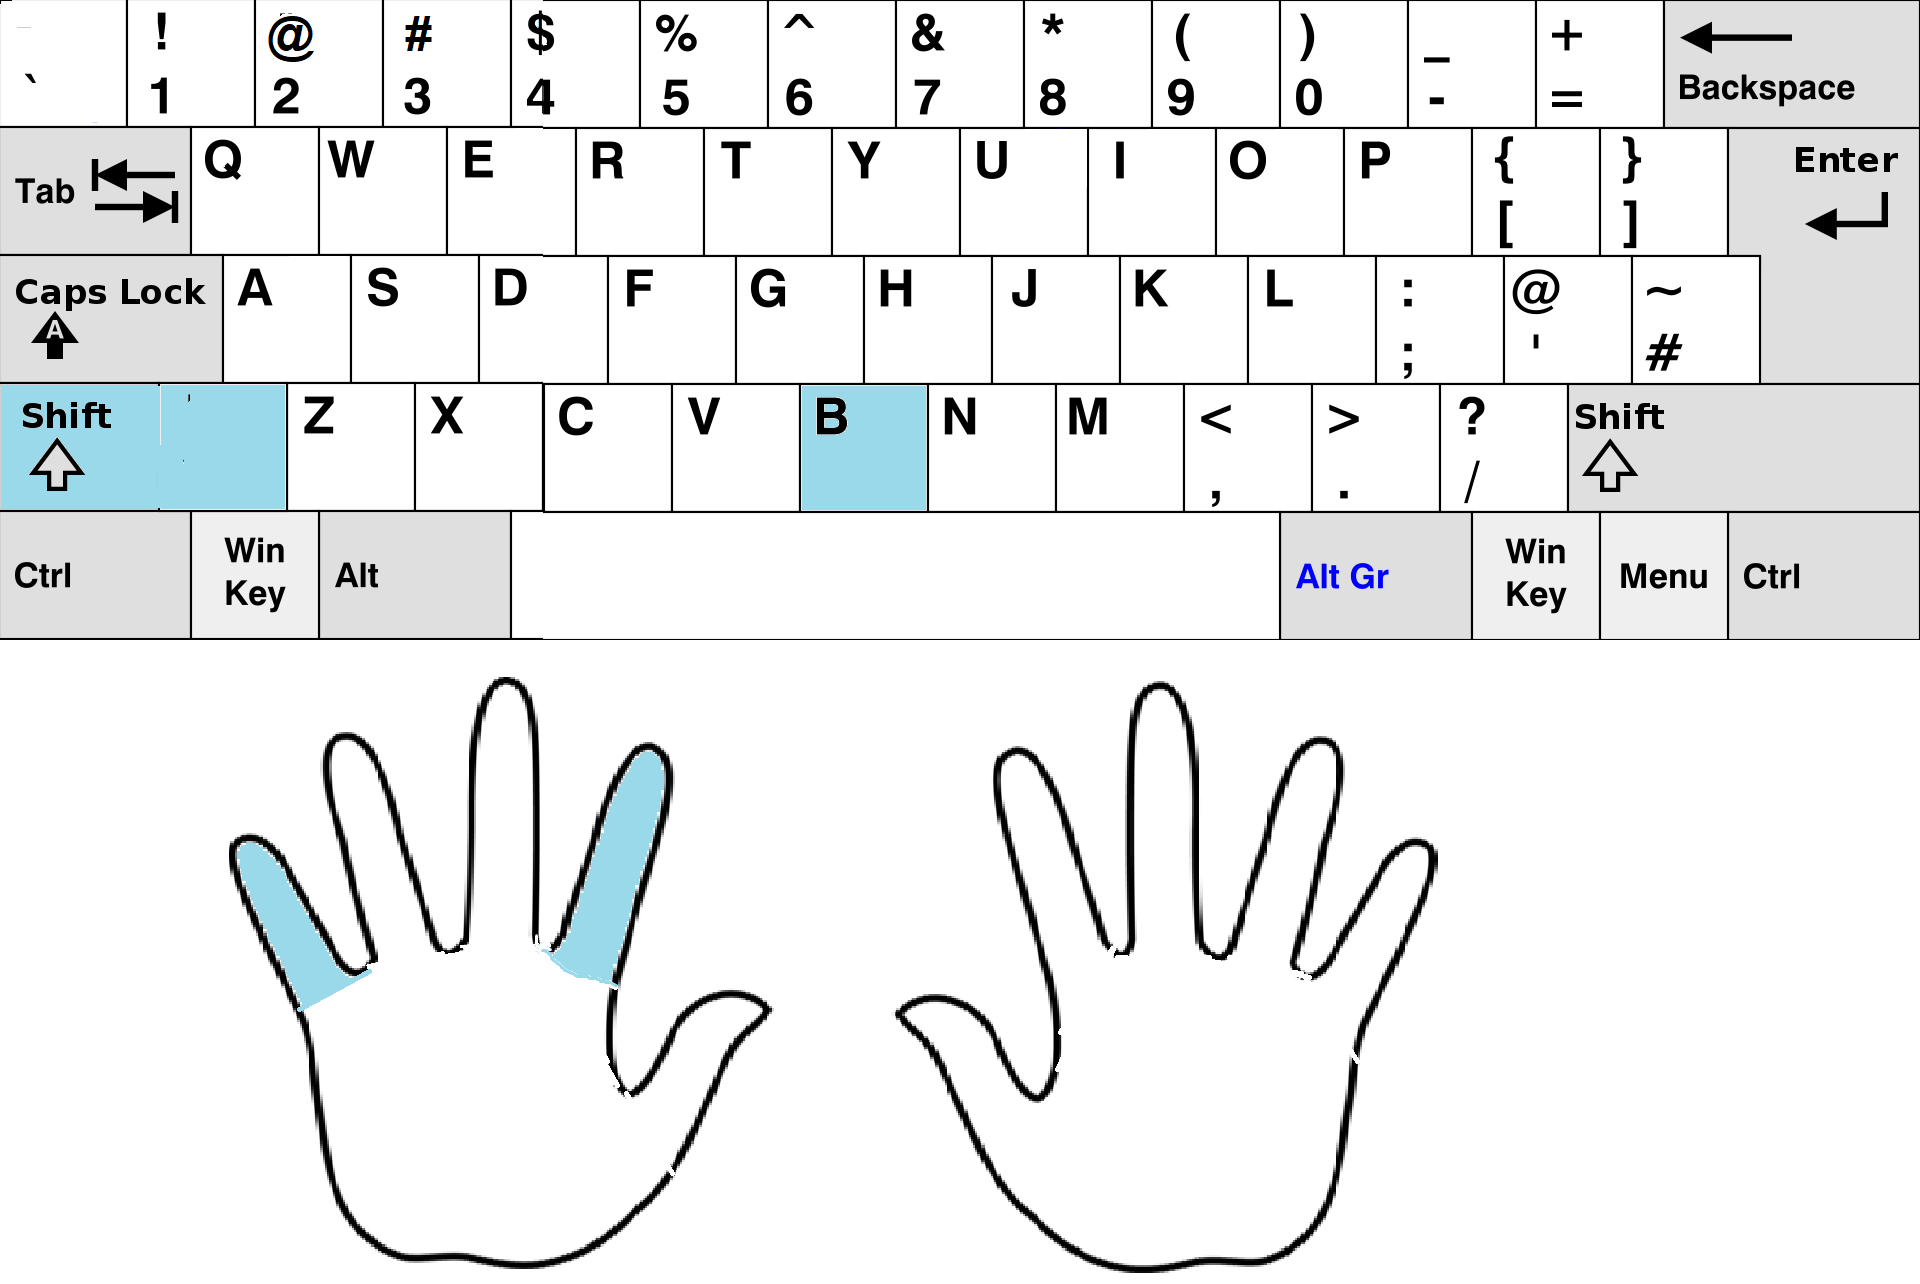 ! @ # $ % ^ & * ( ) _ +
` 1 2 3 4 5 6 7 8 9 0 - = Backspace
Tab Q W E R T Y U I O P { } Enter
[ ]
Caps Lock A S D F G H J K L : @ ~
A ; ' #
Shift Z X C V B N M < > ? Shift
, . /
Ctrl Win Key Alt Alt Gr Win Key Menu Ctrl